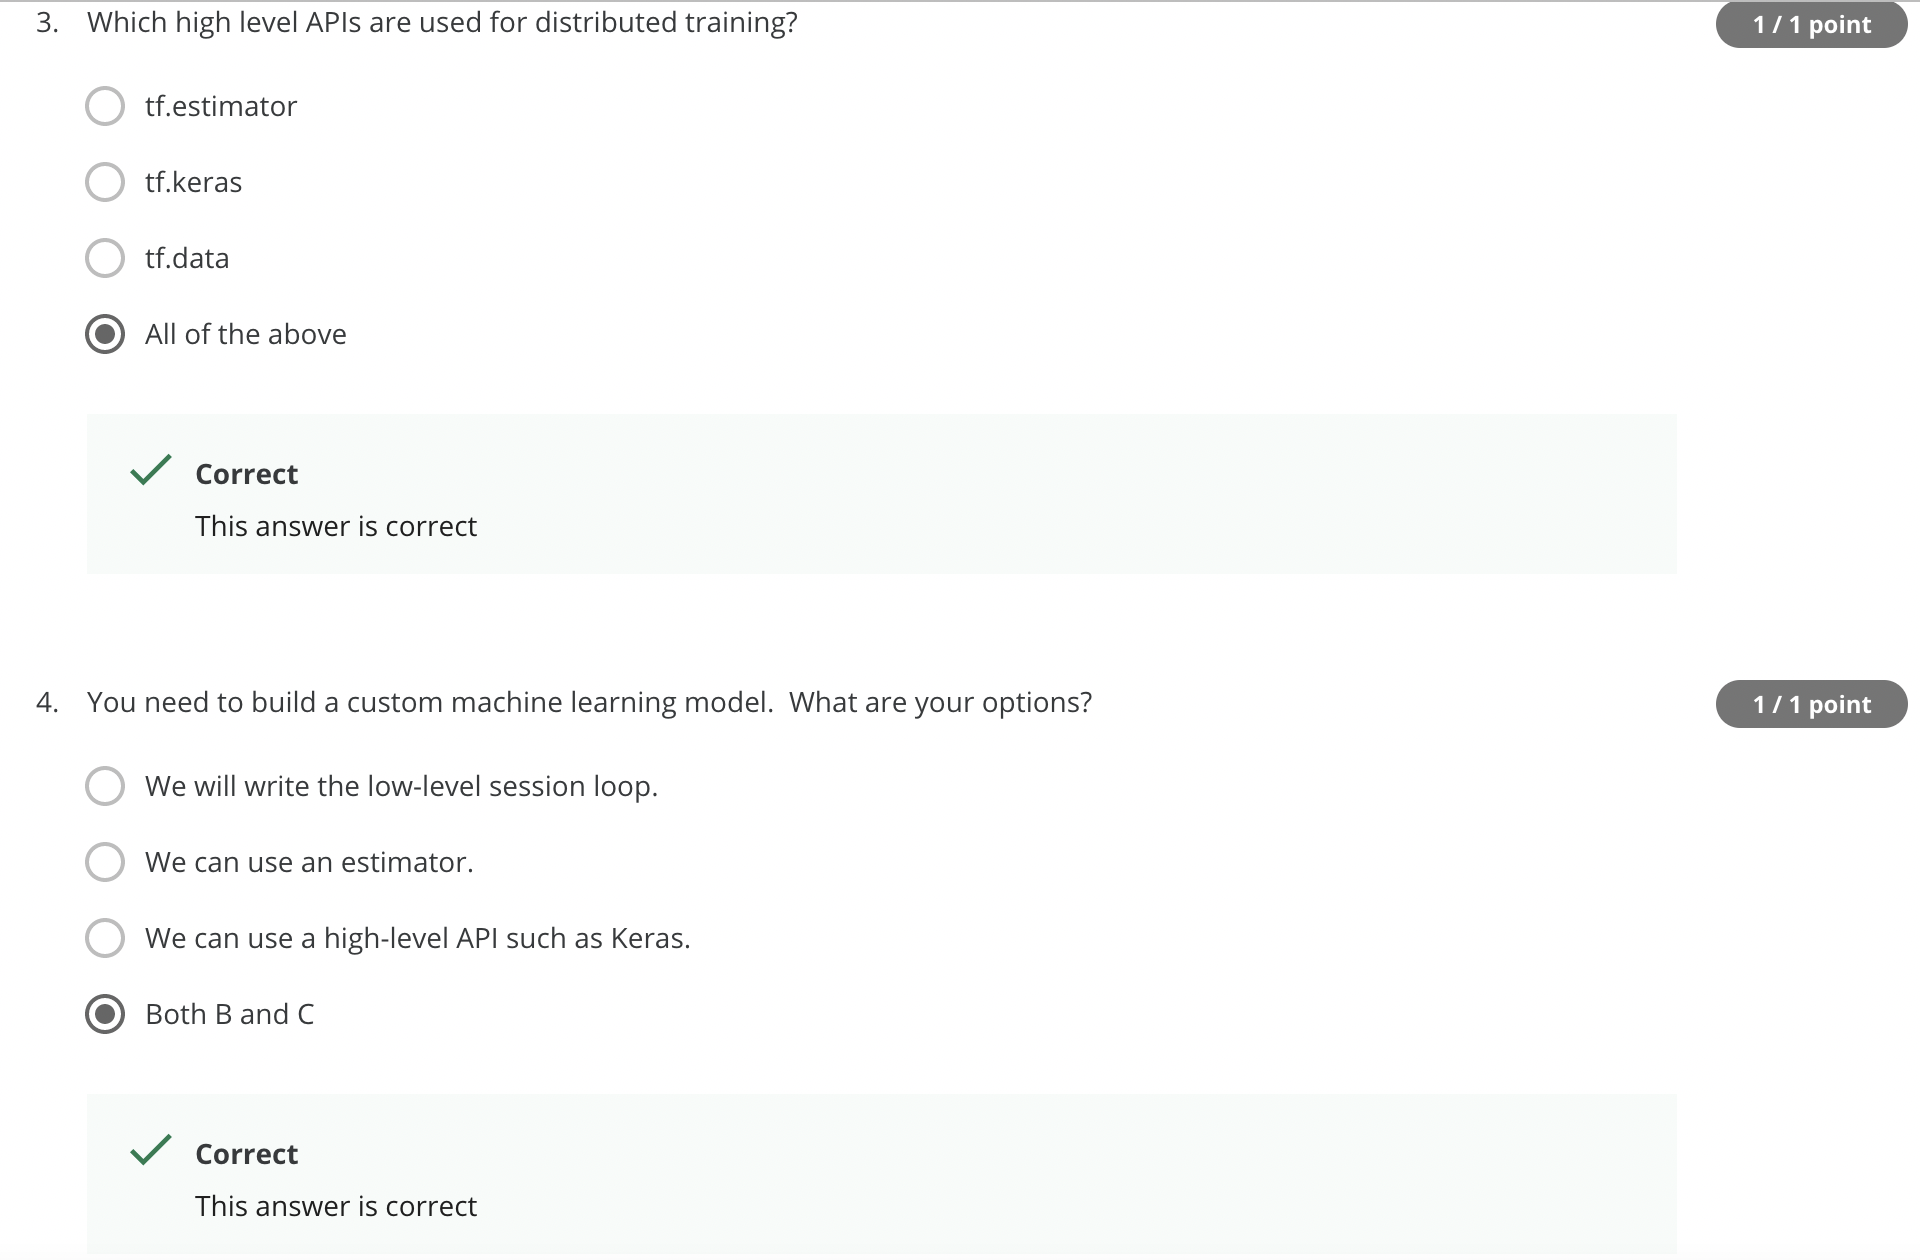 3. Which high level APIs are used for distributed training?
1 / 1 point
tf.estimator
tf.keras
tf.data
All of the above
Correct
This answer is correct
4. You need to build a custom machine learning model.  What are your options?
1 / 1 point
We will write the low-level session loop.
We can use an estimator.
We can use a high-level API such as Keras.
Both B and C
Correct
This answer is correct